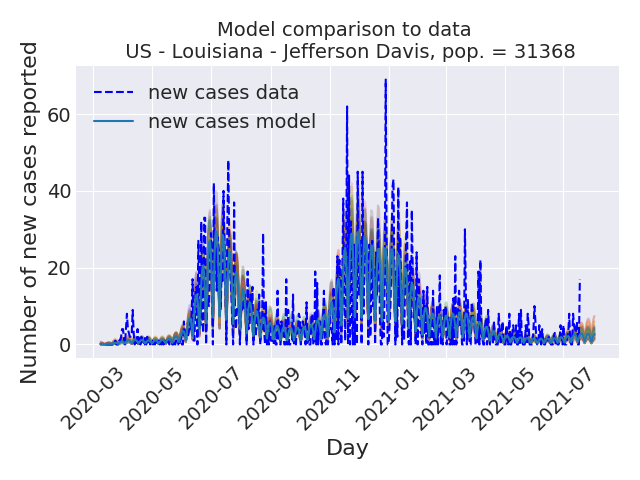 Model comparison to data
US - Louisiana - Jefferson Davis, pop. = 31368
Number of new cases reported
60
40
20
0
new cases data
new cases model
2020-03
2020-05
2020-07
2020-09
2020-11
2021-01
2021-03
2021-05
2021-07
Day